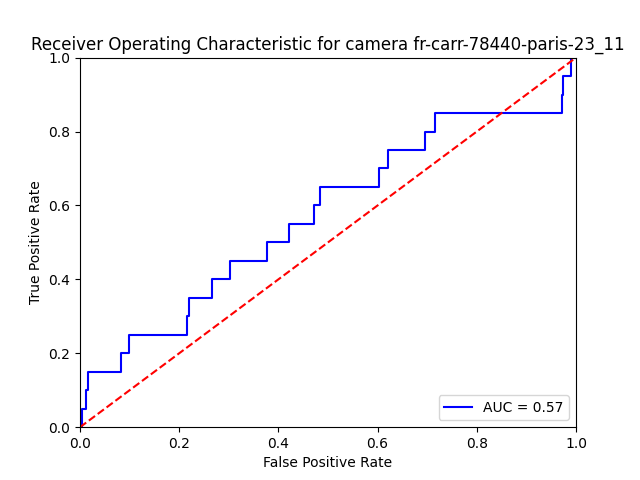 Receiver Operating Characteristic for camera fr-carr-78440-paris-23_11
1.0
0.8
0.6
0.4
0.2
0.0
True Positive Rate
AUC = 0.57
0.0 0.2 0.4 0.6 0.8 1.0
False Positive Rate